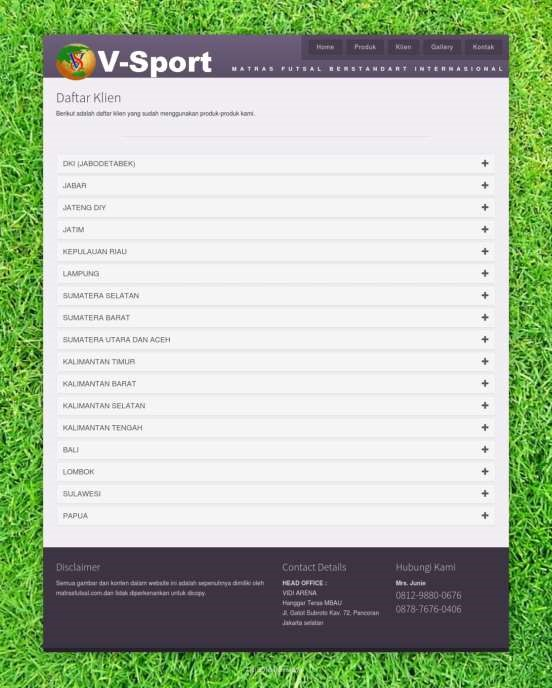 V-Sport
Home Produk Klien Gallery Kontak
MATRAS FUTSAL BERSTANDART INTERNASIONAL
Daftar Klien
Berikut adalah daftar klien yang sudah menggunakan produk-produk kami.
DKI (JABODETABEK)
JABAR
JATENG DIY
JATIM
KEPULAUAN RIAU
LAMPUNG
SUMATERA SELATAN
SUMATERA BARAT
SUMATERA UTARA DAN ACEH
KALIMANTAN TIMUR
KALIMANTAN BARAT
KALIMANTAN SELATAN
KALIMANTAN TENGAH
BALI
LOMBOK
SULAWESI
PAPUA
Disclaimer
Semua gambar dan konten dalam website ini adalah sepenuhnya dimiliki oleh
matrasfutsal.com dan tidak diperkenankan untuk dicopy.
Contact Details
HEAD OFFICE :
VIDI ARENA
Hanggar Teras MBAU
Jl. Gatot Subroto Kav. 72, Pancoran
Jakarta selatan
Hubungi Kami
Mrs. Junie
0812-9880-0676
0878-7676-0406